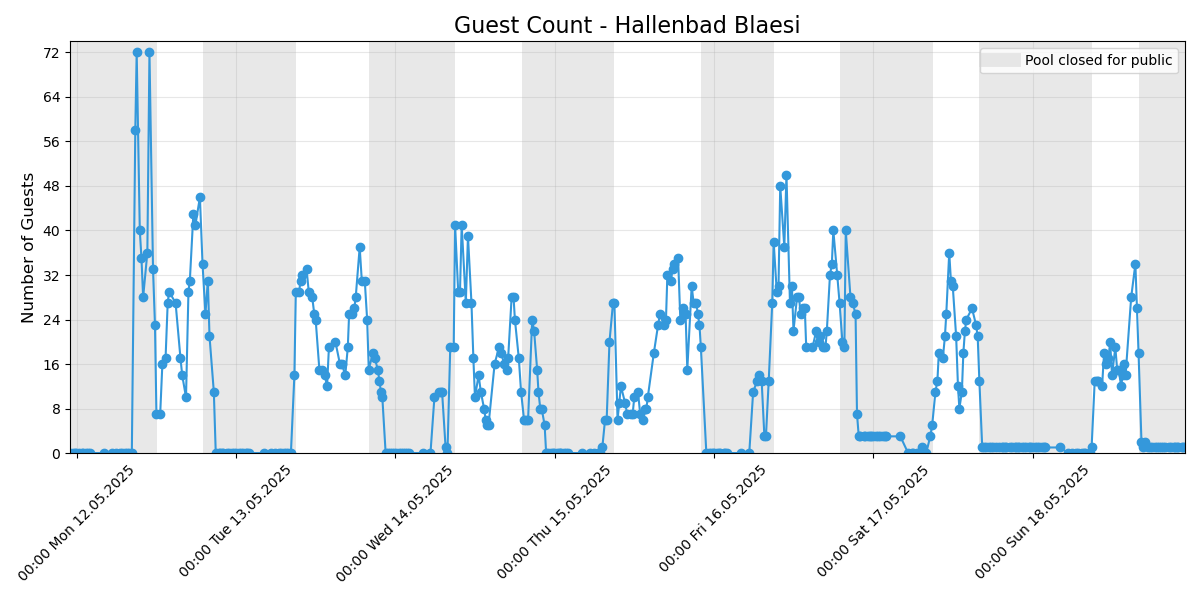 Guest Count - Hallenbad Blaesi
Pool closed for public
Number of Guests
72
64
56
48
40
32
24
16
8
0
00:00 Mon 12.05.2025
00:00 Tue 13.05.2025
00:00 Wed 14.05.2025
00:00 Thu 15.05.2025
00:00 Fri 16.05.2025
00:00 Sat 17.05.2025
00:00 Sun 18.05.2025